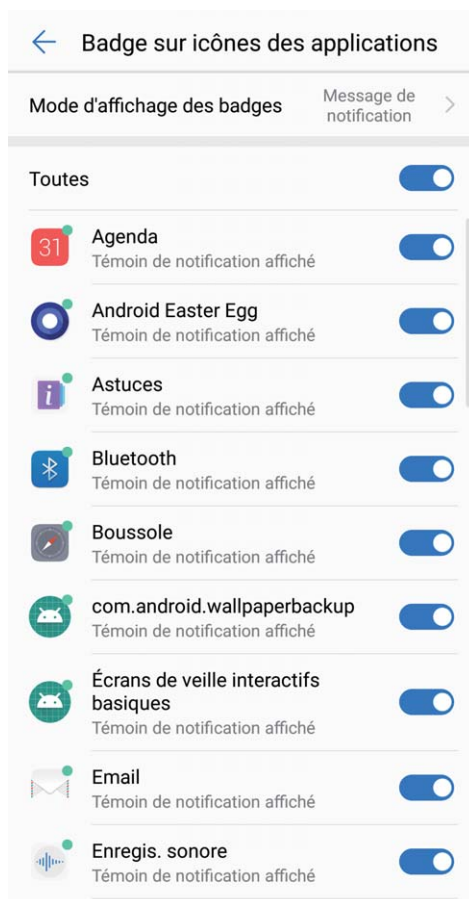 Badge sur icônes des applications
Mode d'affichage des badges
Message de
notification
Toutes
31
Agenda
Témoin de notification affiché
Android Easter Egg
Témoin de notification affiché
i
Astuces
Témoin de notification affiché
Bluetooth
Témoin de notification affiché
Boussole
Témoin de notification affiché
com.android.wallpaperbackup
Témoin de notification affiché
Écrans de veille interactifs
basiques
Témoin de notification affiché
Email
Témoin de notification affiché
Enregis. sonore
Témoin de notification affiché